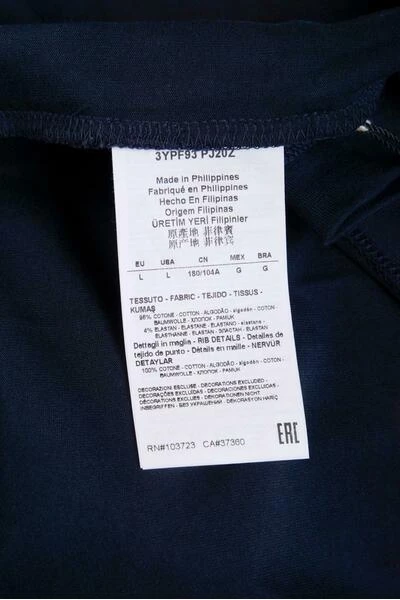 3YPF93 PJ20Z
Made in Philippines
Fabriqué en Philippines
Hecho En Filipinas
Origem Filipinas
ÜRETİM YERİ Filipinler
原產地 菲律賓
原产地 菲律宾
EU USA CN MEX BRA
L L 180/104A G G
TESSUTO - FABRIC - TEJIDO - TISSUS -
KUMAŞ
96% COTONE - COTTON - ALGODÃO - algodón - COTON -
BAUMWOLLE - ХЛОПОК - PAMUK
4% ELASTAN - ELASTANE - ELASTANO - elastano -
ÉLASTHANNE - ELASTHAN - ЭЛАСТАН - ELASTAN
Dettagli in maglia - RIB DETAILS - Detalles de
tejido de punto - Détails en maille - NERVÜR
DETAYLAR
100% COTONE - COTTON - ALGODÃO - algodón - COTON -
BAUMWOLLE - ХЛОПОК - PAMUK
DECORAZIONI ESCLUSE - DECORATIONS EXCLUDED -
DECORAÇÕES EXCLUÍDAS - DECORACIONES EXCLUIDAS -
DÉCORATIONS EXCLUES - DEKORATIONEN NICHT
INBEGRIFFEN - БЕЗ УКРАШЕНИЙ - DEKORASYON HARİÇ
RN#103723 CA#37360
EAC